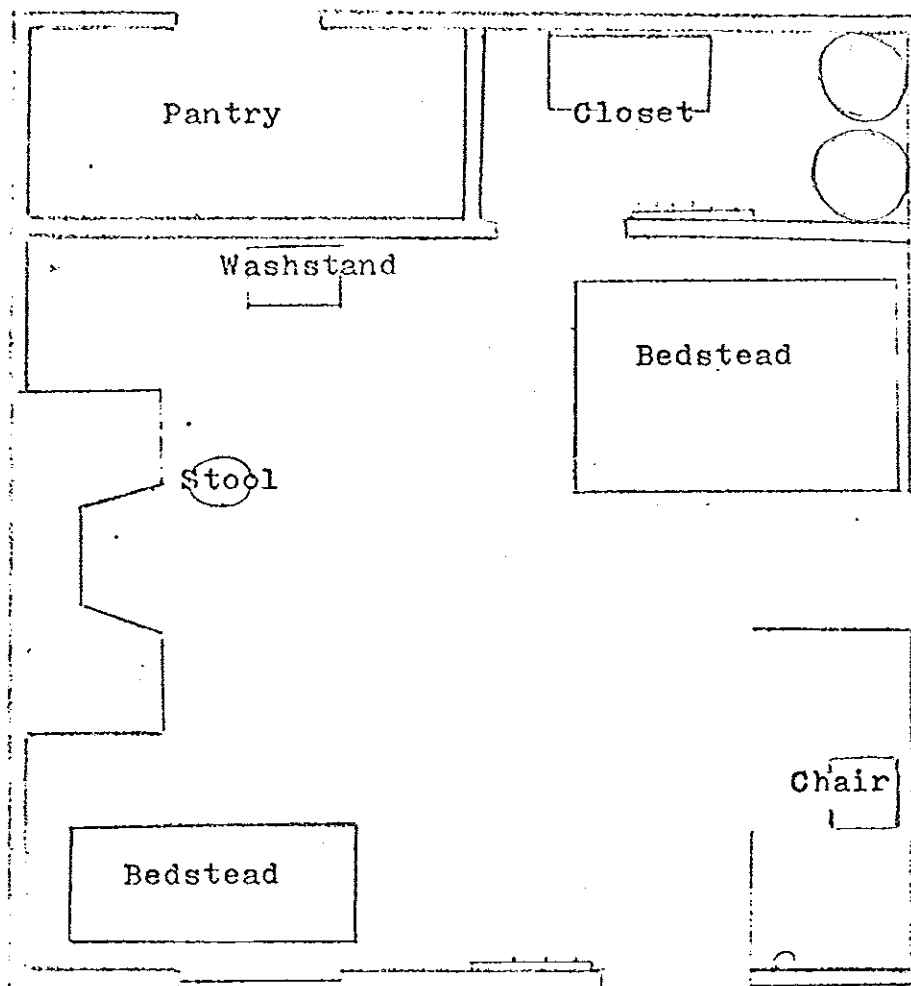 Pantry
Closet
Washstand
Bedstead
Stool
Chair
Bedstead